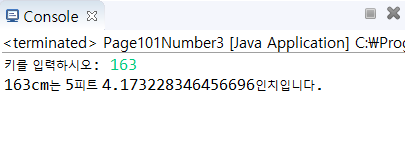 Console
<terminated> Page101Number3 [Java Application] C:₩Prog
키를 입력하시오: 163
163cm는 5피트 4.173228346456696인치입니다.